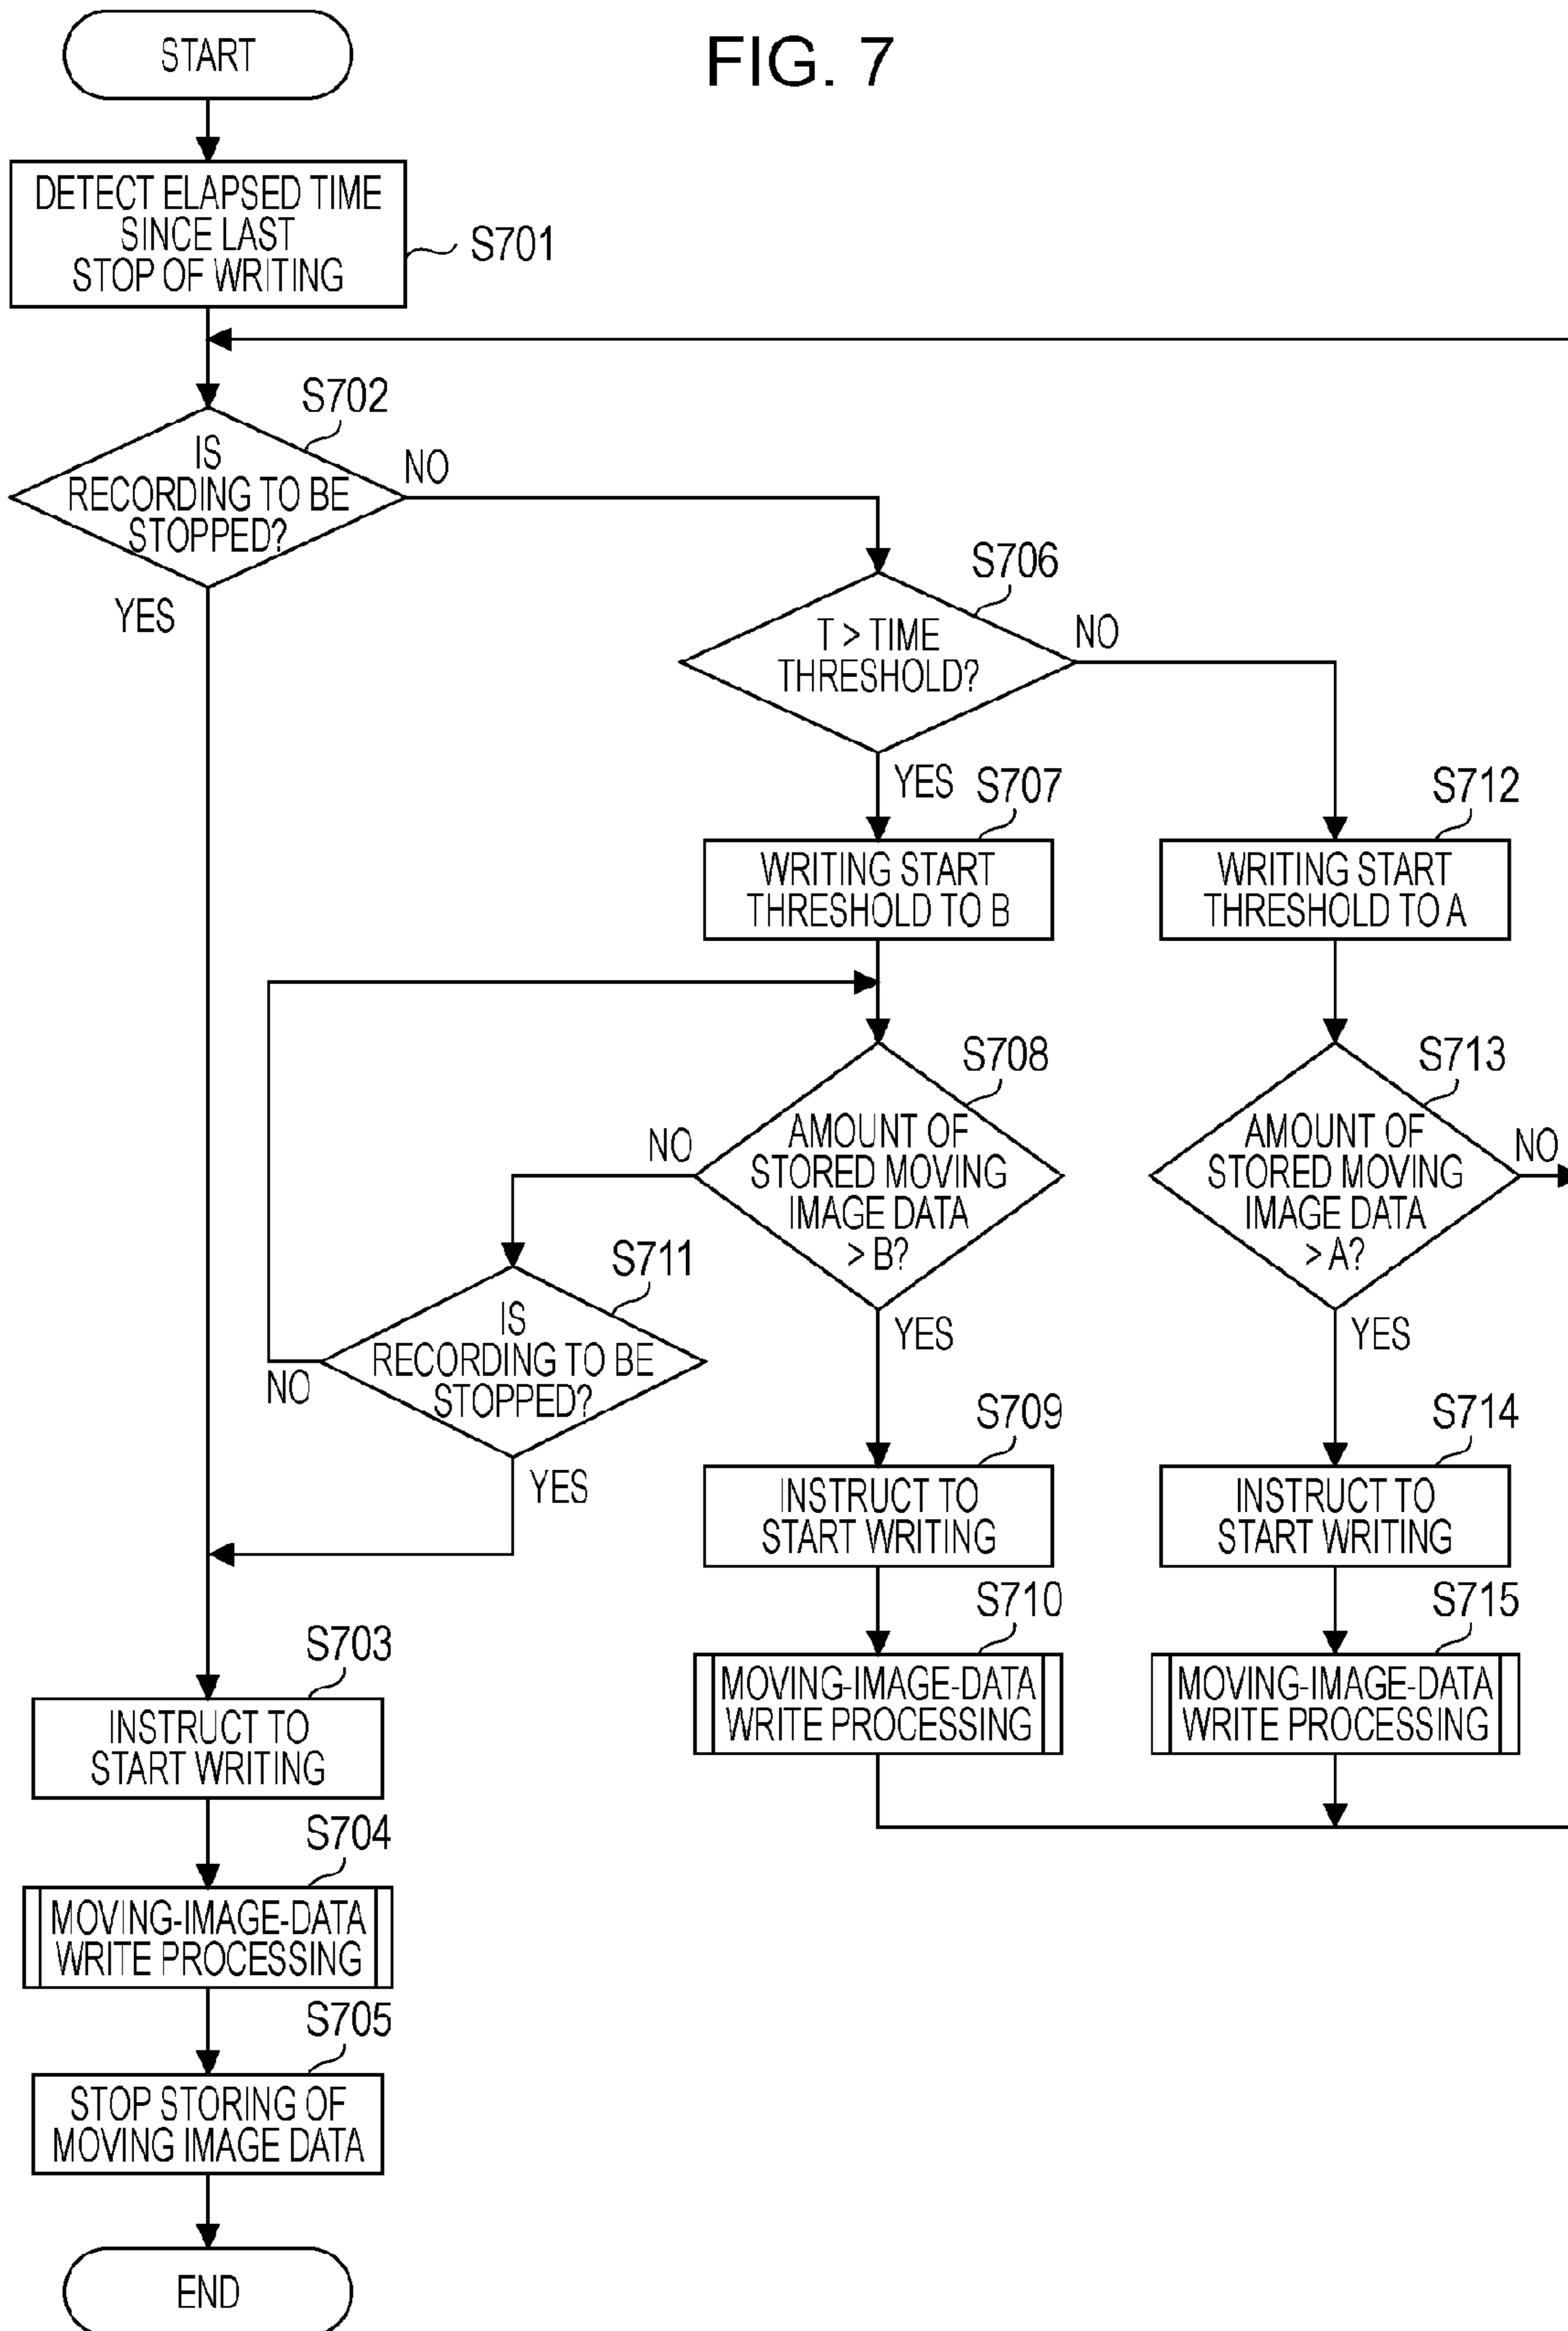 FIG. 7
START
DETECT ELAPSED TIME
SINCE LAST
STOP OF WRITING
S701
S702
IS
RECORDING TO BE
STOPPED?
NO
YES
S706
T > TIME
THRESHOLD?
NO
YES
S707
WRITING START
THRESHOLD TO B
S712
WRITING START
THRESHOLD TO A
S708
AMOUNT OF
STORED MOVING
IMAGE DATA
> B?
NO
YES
S713
AMOUNT OF
STORED MOVING
IMAGE DATA
> A?
NO
YES
S711
IS
RECORDING TO BE
STOPPED?
NO
YES
S709
INSTRUCT TO
START WRITING
S714
INSTRUCT TO
START WRITING
S710
MOVING-IMAGE-DATA
WRITE PROCESSING
S715
MOVING-IMAGE-DATA
WRITE PROCESSING
S703
INSTRUCT TO
START WRITING
S704
MOVING-IMAGE-DATA
WRITE PROCESSING
S705
STOP STORING OF
MOVING IMAGE DATA
END